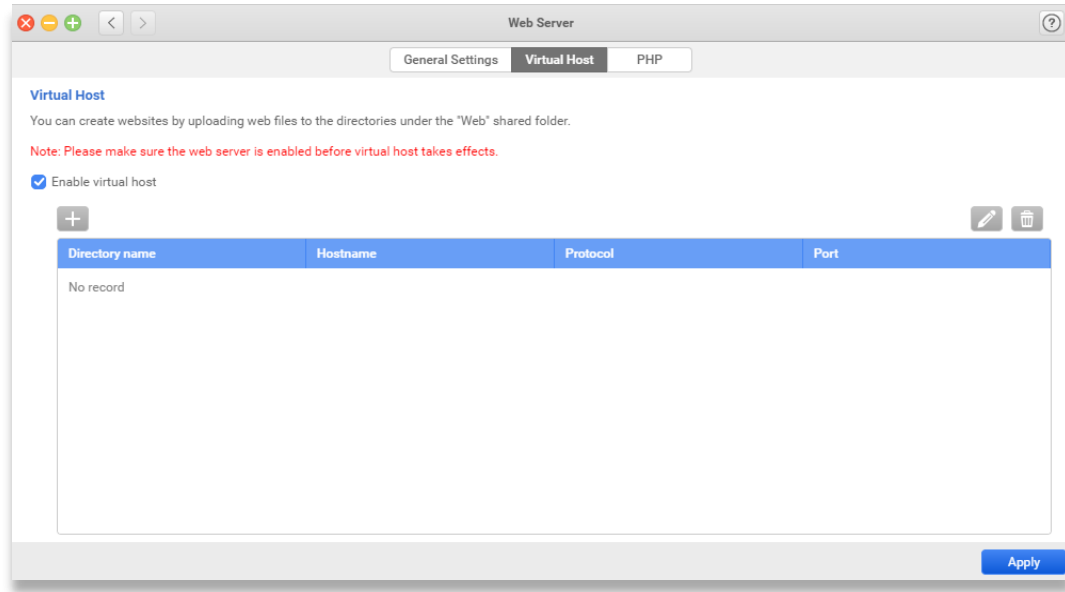 Web Server
?
General Settings Virtual Host PHP
Virtual Host
You can create websites by uploading web files to the directories under the "Web" shared folder.
Note: Please make sure the web server is enabled before virtual host takes effects.
Enable virtual host
Directory name Hostname Protocol Port
No record
Apply